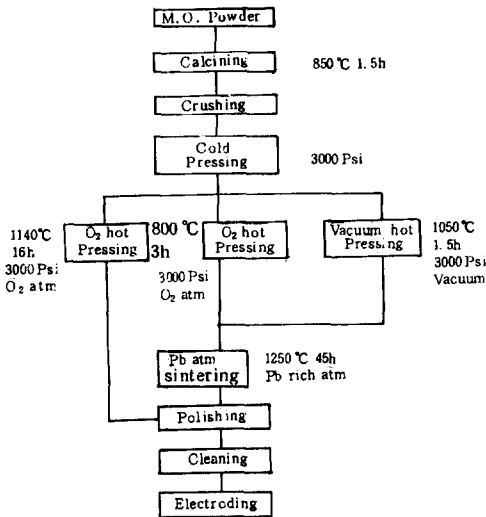 M.O. Powder
Calcining
850℃ 1.5h
Crushing
Cold
Pressing
3000 Psi
1140℃
16h
3000 Psi
O₂ atm
O₂ hot
Pressing
800 ℃
3h
O₂ hot
Pressing
3000 Psi
O₂ atm
Vacuum hot
Pressing
1050℃
1.5h
3000 Psi
Vacuum
Pb atm
sintering
1250℃ 45h
Pb rich atm
Polishing
Cleaning
Electroding